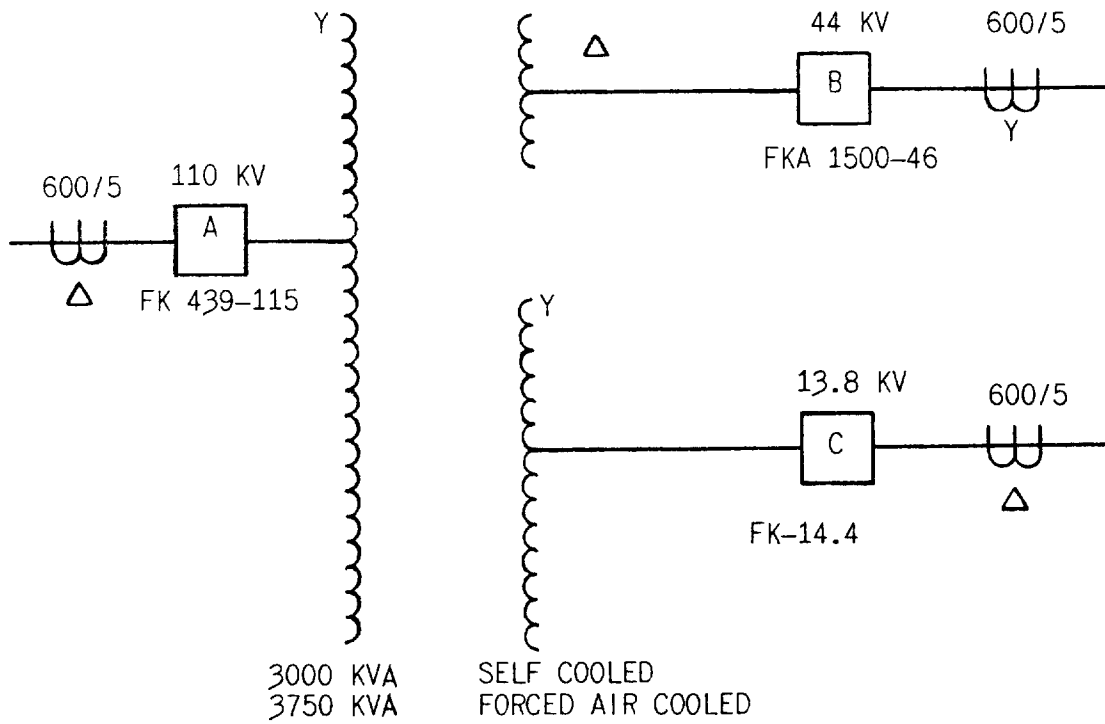 Y
44 KV
600/5
Δ
B
Y
FKA 1500-46
600/5
110 KV
A
Δ
FK 439-115
Y
13.8 KV
600/5
C
Δ
FK-14.4
3000 KVA SELF COOLED
3750 KVA FORCED AIR COOLED